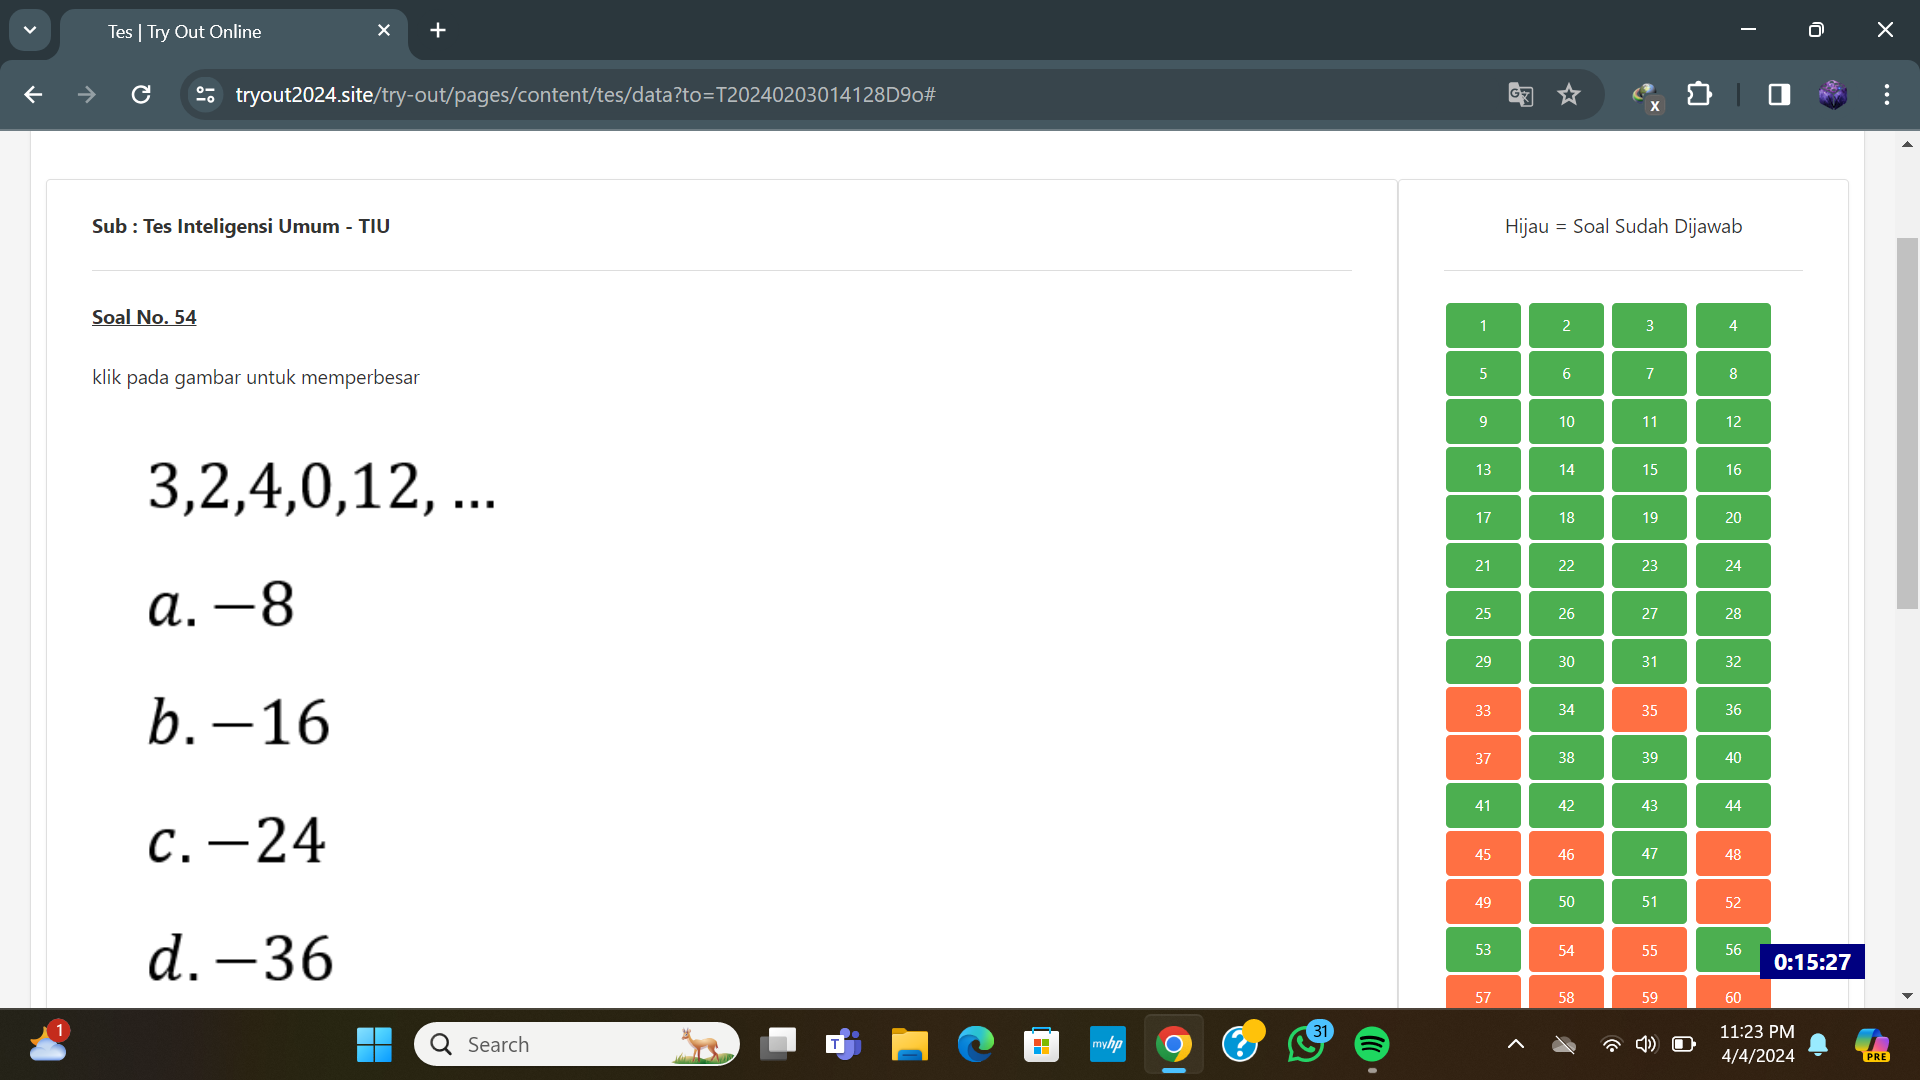 Tes | Try Out Online
tryout2024.site/try-out/pages/content/tes/data?to=T20240203014128D9o#
X
Sub : Tes Inteligensi Umum - TIU
Soal No. 54
klik pada gambar untuk memperbesar
3,2,4,0,12, ...
a. −8
b. −16
c. −24
d. −36
Hijau = Soal Sudah Dijawab
1 2 3 4
5 6 7 8
9 10 11 12
13 14 15 16
17 18 19 20
21 22 23 24
25 26 27 28
29 30 31 32
33 34 35 36
37 38 39 40
41 42 43 44
45 46 47 48
49 50 51 52
53 54 55 56
57 58 59 60
0:15:27
1
Search
T
myhp
?
31
11:23 PM
4/4/2024
PRE